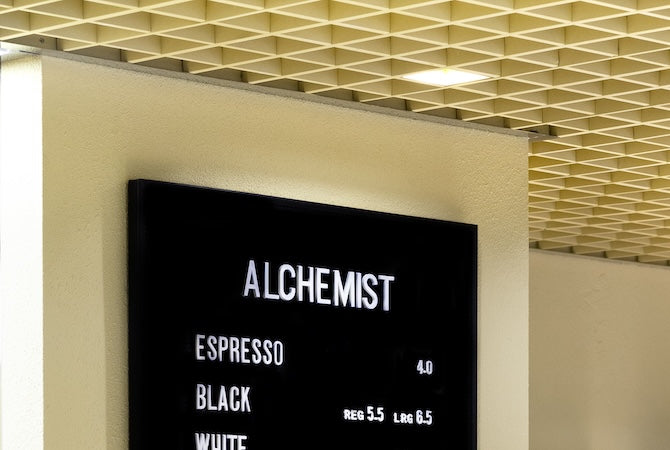 ALCHEMIST
ESPRESSO 4.0
BLACK REG 5.5 LRG 6.5
WHITE